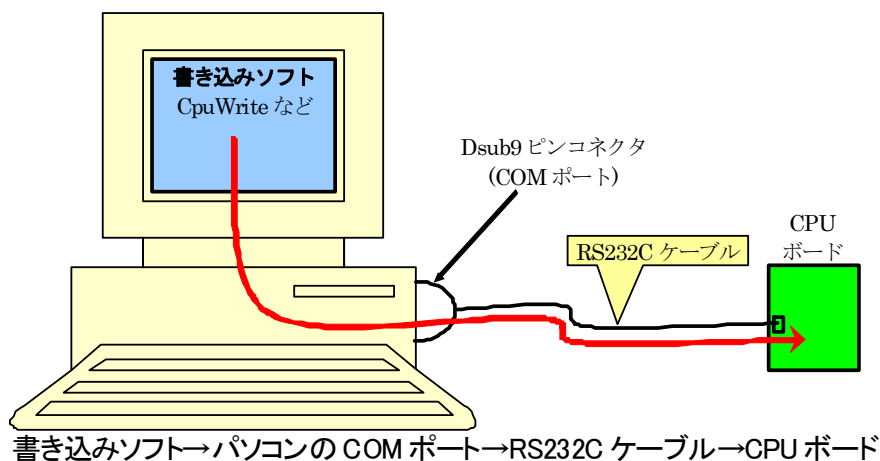 書き込みソフト
CpuWrite など
Dsub9 ピンコネクタ
(COM ポート)
RS232C ケーブル
CPU
ボード
書き込みソフト→パソコンの COM ポート→RS232C ケーブル→CPU ボード